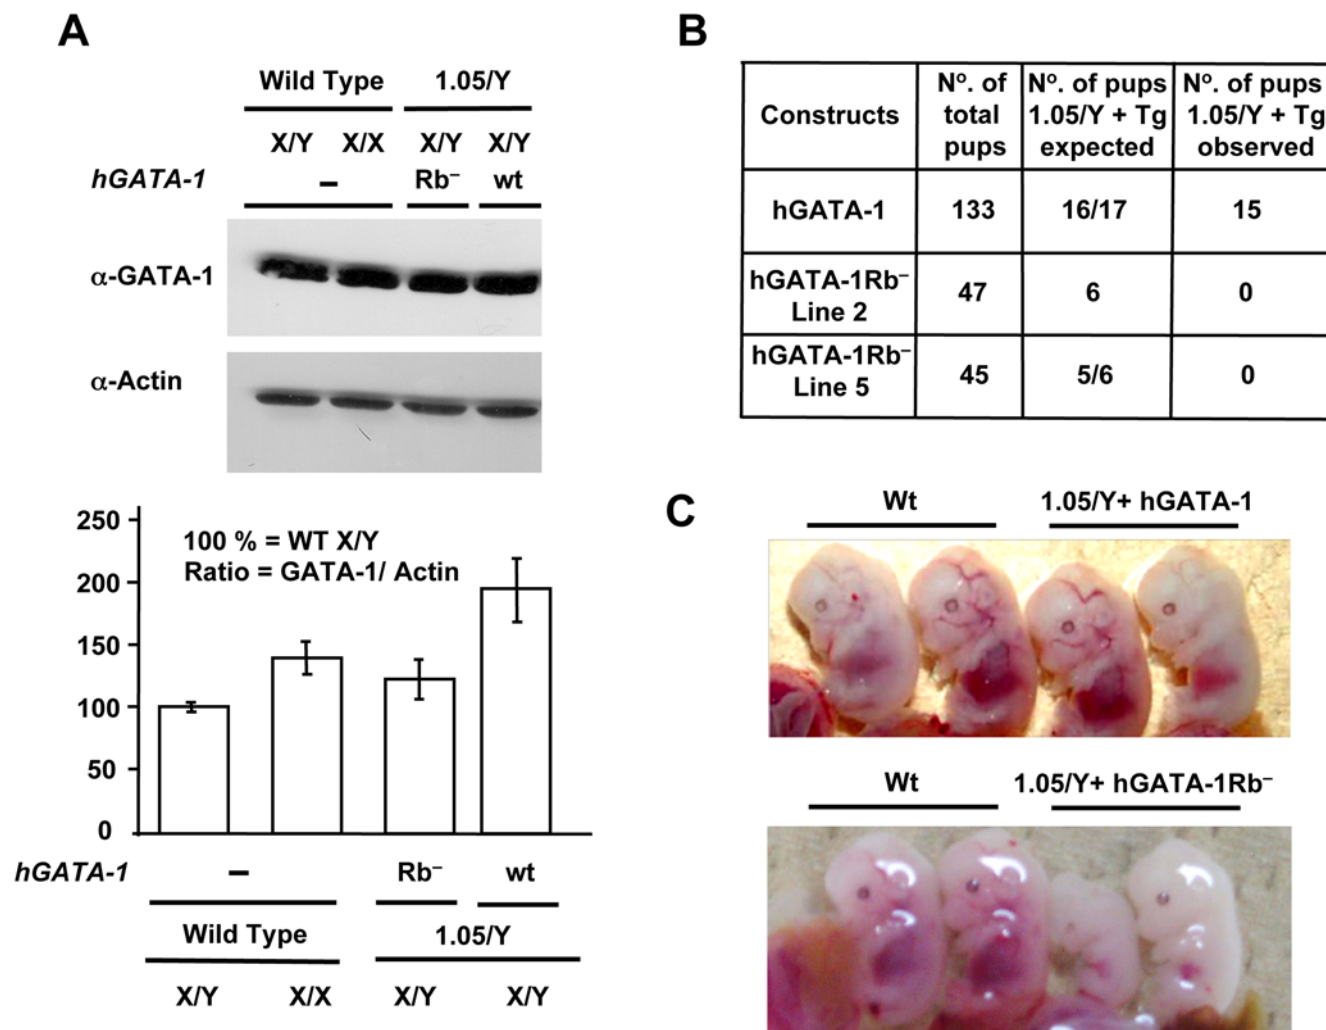 A
Wild Type 1.05/Y
X/Y X/X X/Y X/Y
hGATA-1 – Rb– wt
α-GATA-1
α-Actin
250
200
150
100
50
0
100 % = WT X/Y
Ratio = GATA-1/ Actin
hGATA-1 – Rb– wt
Wild Type 1.05/Y
X/Y X/X X/Y X/Y
B
Constructs
Nº. of
total
pups
Nº. of pups
1.05/Y + Tg
expected
Nº. of pups
1.05/Y + Tg
observed
hGATA-1 133 16/17 15
hGATA-1Rb–
Line 2
47 6 0
hGATA-1Rb–
Line 5
45 5/6 0
C
Wt 1.05/Y+ hGATA-1
Wt 1.05/Y+ hGATA-1Rb–